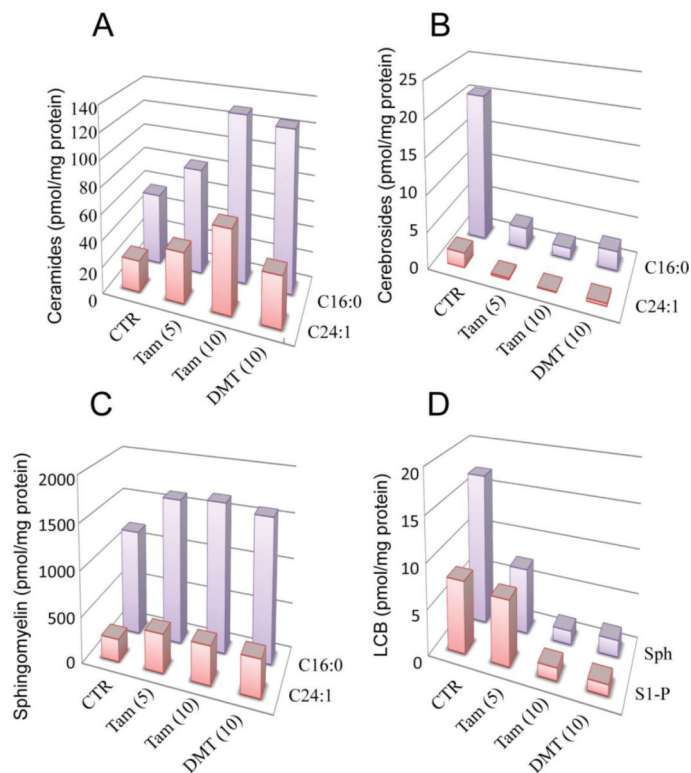 A
Ceramides (pmol/mg protein)
140
120
100
80
60
40
20
0
CTR
Tam (5)
Tam (10)
DMT (10)
C16:0
C24:1
B
Cerebrosides (pmol/mg protein)
25
20
15
10
5
0
CTR
Tam (5)
Tam (10)
DMT (10)
C16:0
C24:1
C
Sphingomyelin (pmol/mg protein)
2000
1500
1000
500
0
CTR
Tam (5)
Tam (10)
DMT (10)
C16:0
C24:1
D
LCB (pmol/mg protein)
20
15
10
5
0
CTR
Tam (5)
Tam (10)
DMT (10)
Sph
S1-P